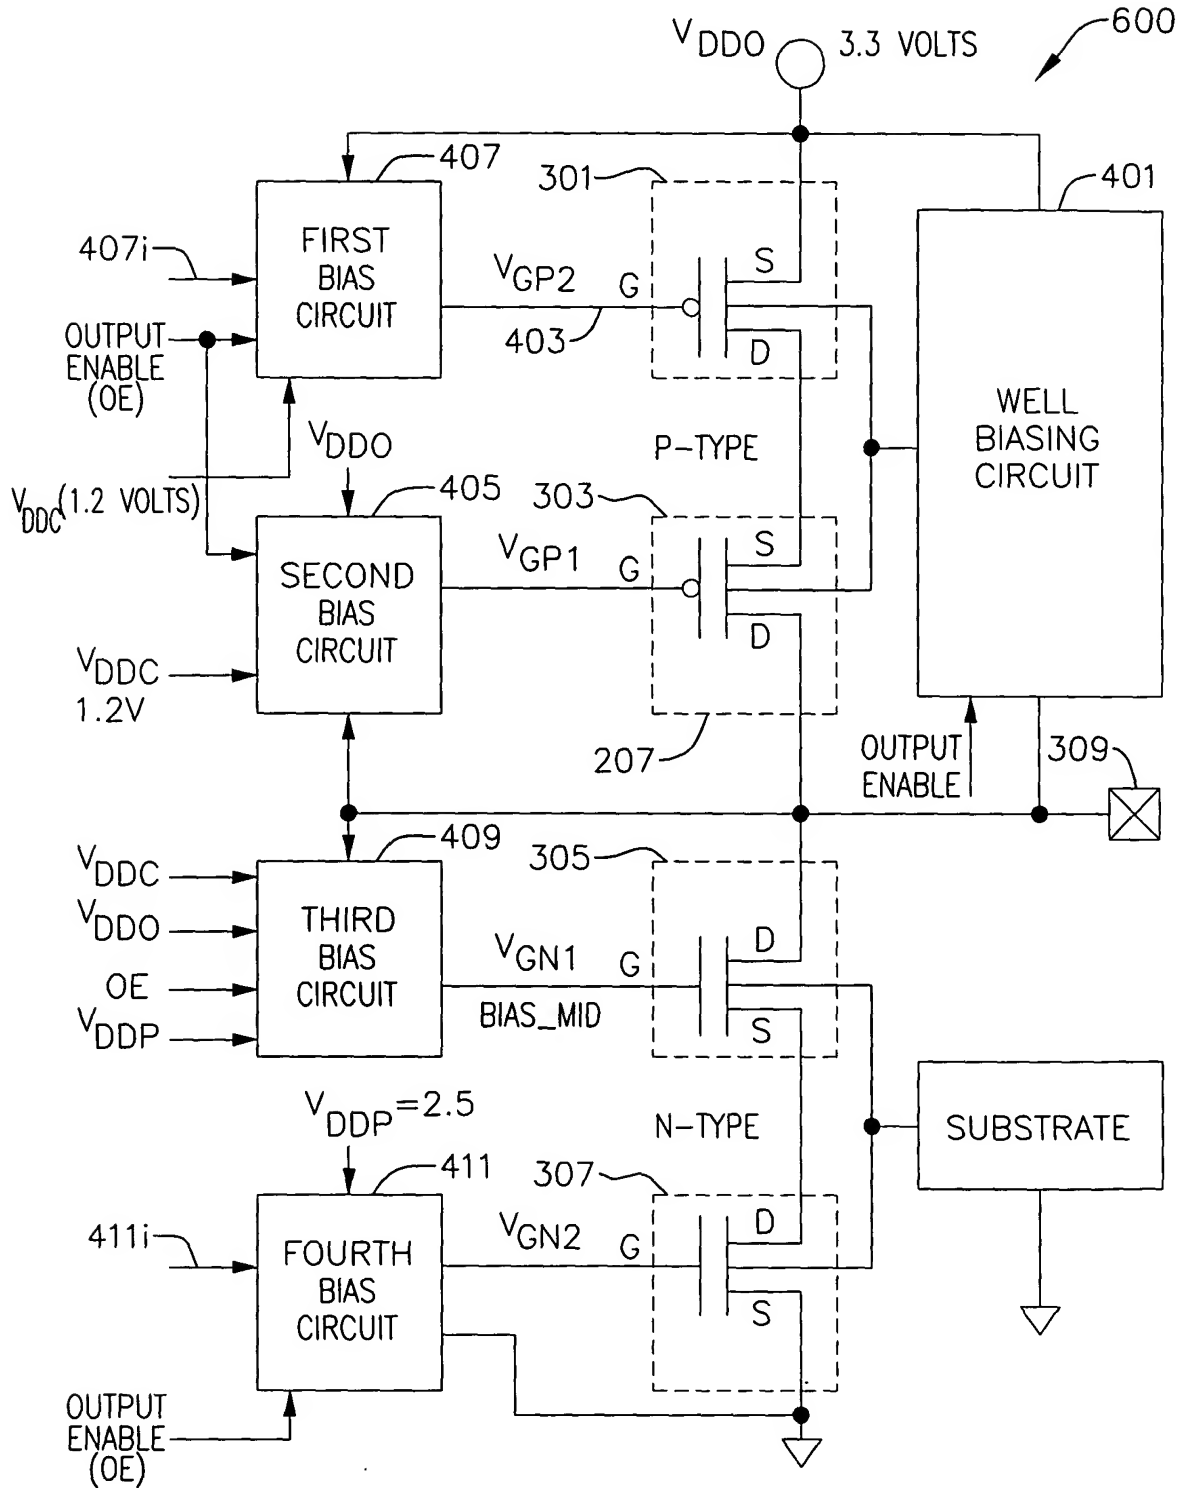 600
VDDO 3.3 VOLTS
407
301
401
FIRST
BIAS
CIRCUIT
407i
VGP2
G
S
403
D
OUTPUT
ENABLE
(OE)
WELL
BIASING
CIRCUIT
VDDO
P-TYPE
VDDC (1.2 VOLTS)
405
303
SECOND
BIAS
CIRCUIT
VGP1
G
S
D
VDDC
1.2V
207
OUTPUT
ENABLE
309
409
305
VDDC
VDDO
OE
VDDP
THIRD
BIAS
CIRCUIT
VGN1
G
D
BIAS_MID
S
VDDP=2.5
N-TYPE
SUBSTRATE
411
307
411i
FOURTH
BIAS
CIRCUIT
VGN2
G
D
S
OUTPUT
ENABLE
(OE)